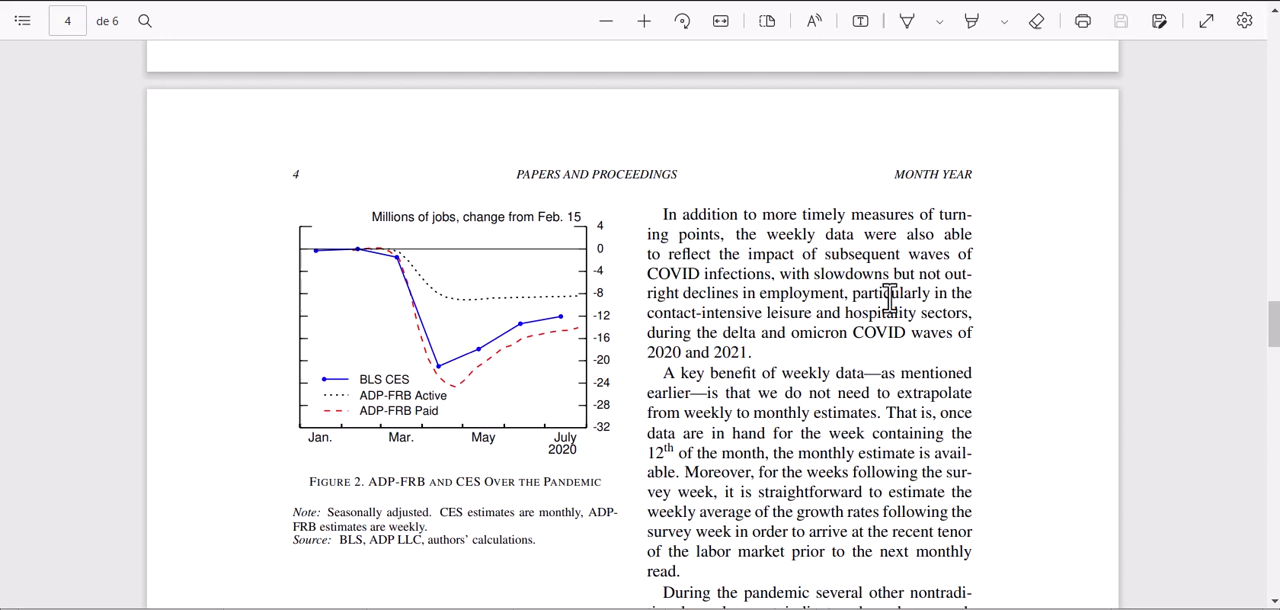 4
de 6
4
PAPERS AND PROCEEDINGS
MONTH YEAR
Millions of jobs, change from Feb. 15
4
0
-4
-8
-12
-16
-20
-24
-28
-32
BLS CES
ADP-FRB Active
ADP-FRB Paid
Jan.
Mar.
May
July
2020
FIGURE 2. ADP-FRB AND CES OVER THE PANDEMIC
Note: Seasonally adjusted. CES estimates are monthly, ADP-
FRB estimates are weekly.
Source: BLS, ADP LLC, authors' calculations.
In addition to more timely measures of turn-
ing points, the weekly data were also able
to reflect the impact of subsequent waves of
COVID infections, with slowdowns but not out-
right declines in employment, particularly in the
contact-intensive leisure and hospitality sectors,
during the delta and omicron COVID waves of
2020 and 2021.
A key benefit of weekly data—as mentioned
earlier—is that we do not need to extrapolate
from weekly to monthly estimates. That is, once
data are in hand for the week containing the
12th of the month, the monthly estimate is avail-
able. Moreover, for the weeks following the sur-
vey week, it is straightforward to estimate the
weekly average of the growth rates following the
survey week in order to arrive at the recent tenor
of the labor market prior to the next monthly
read.
During the pandemic several other nontradi-